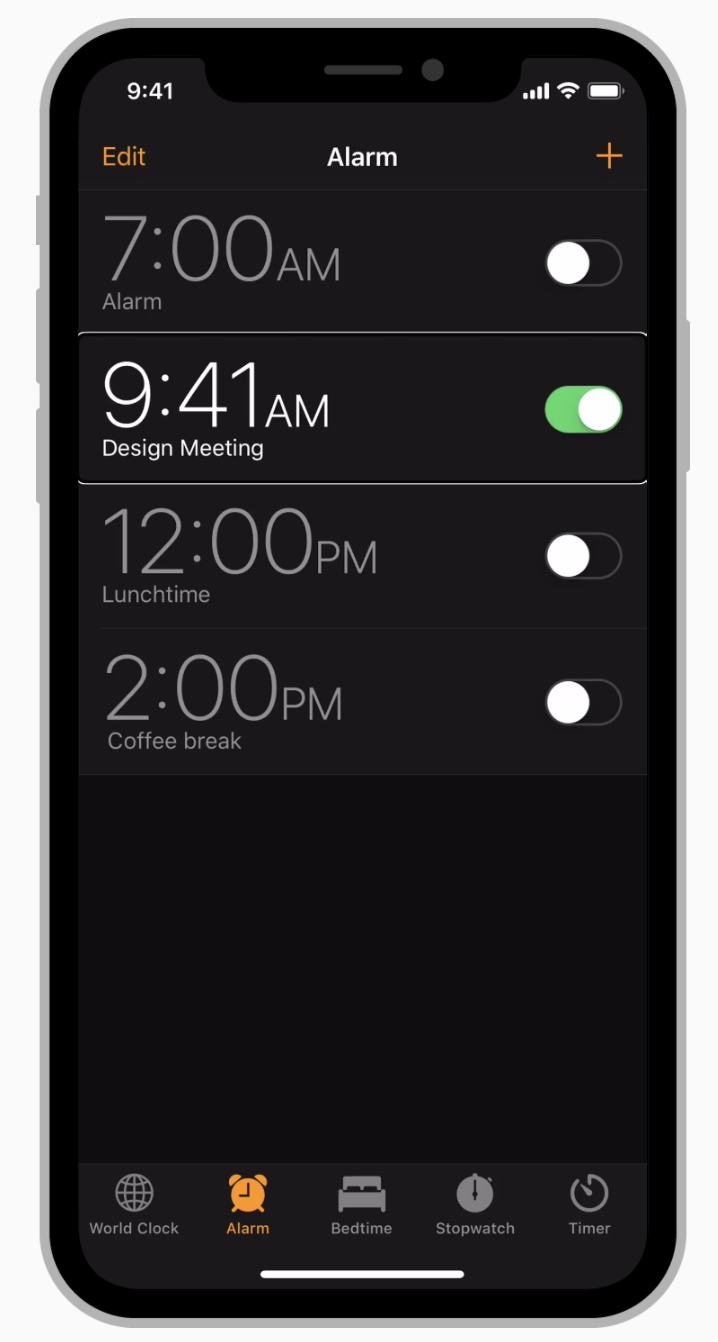 9:41
Edit Alarm +
7:00AM
Alarm
9:41AM
Design Meeting
12:00PM
Lunchtime
2:00PM
Coffee break
World Clock Alarm Bedtime Stopwatch Timer